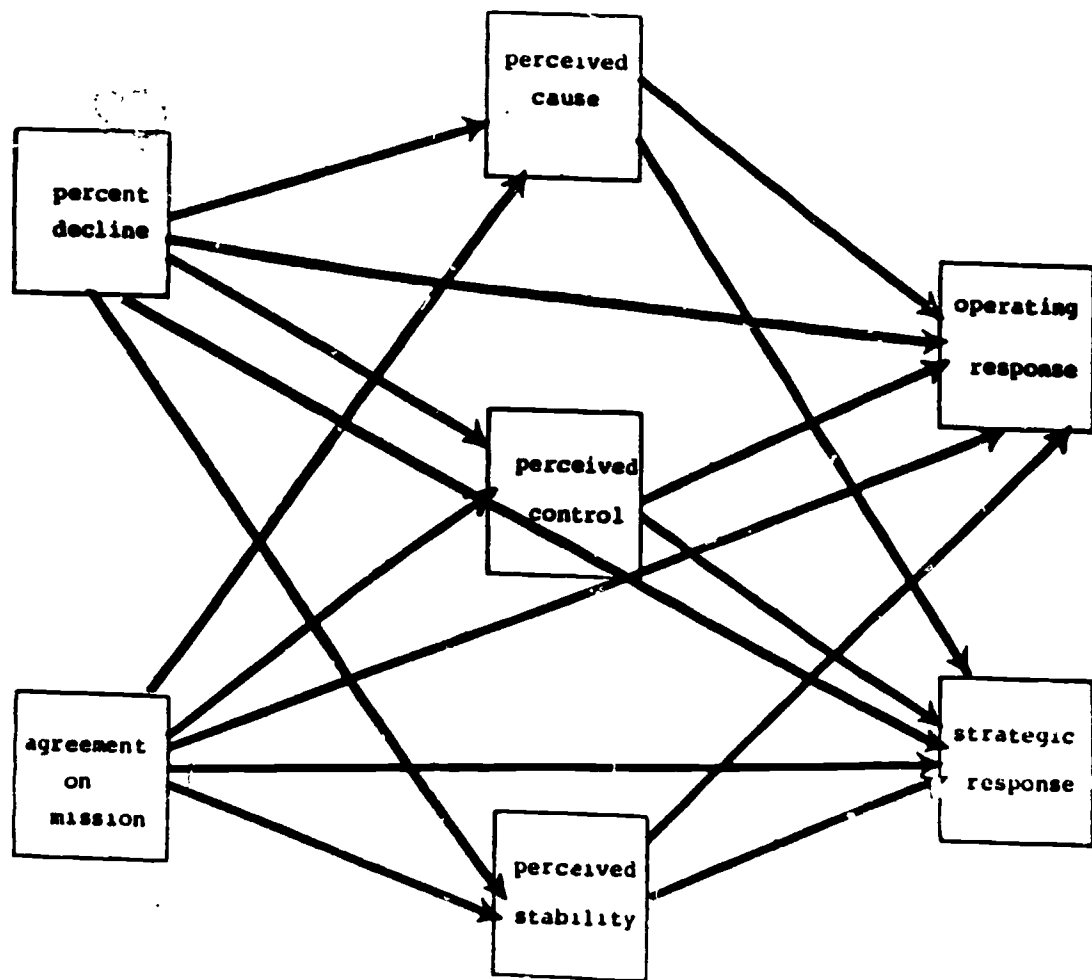 perceived
cause
percent
decline
operating
response
perceived
control
agreement
on
mission
strategic
response
perceived
stability